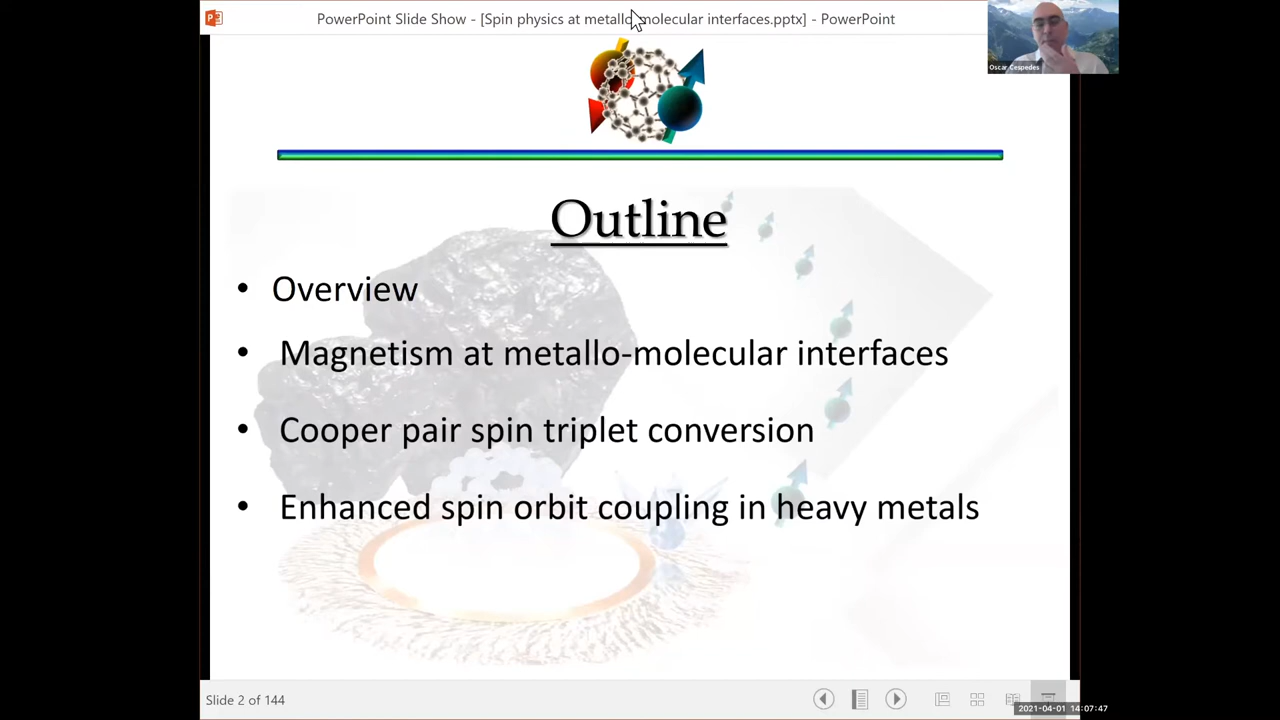 PowerPoint Slide Show - [Spin physics at metallo-molecular interfaces.pptx] - PowerPoint
Oscar Cespedes
Outline
• Overview
• Magnetism at metallo-molecular interfaces
• Cooper pair spin triplet conversion
• Enhanced spin orbit coupling in heavy metals
Slide 2 of 144
2021-04-01 14:07:47